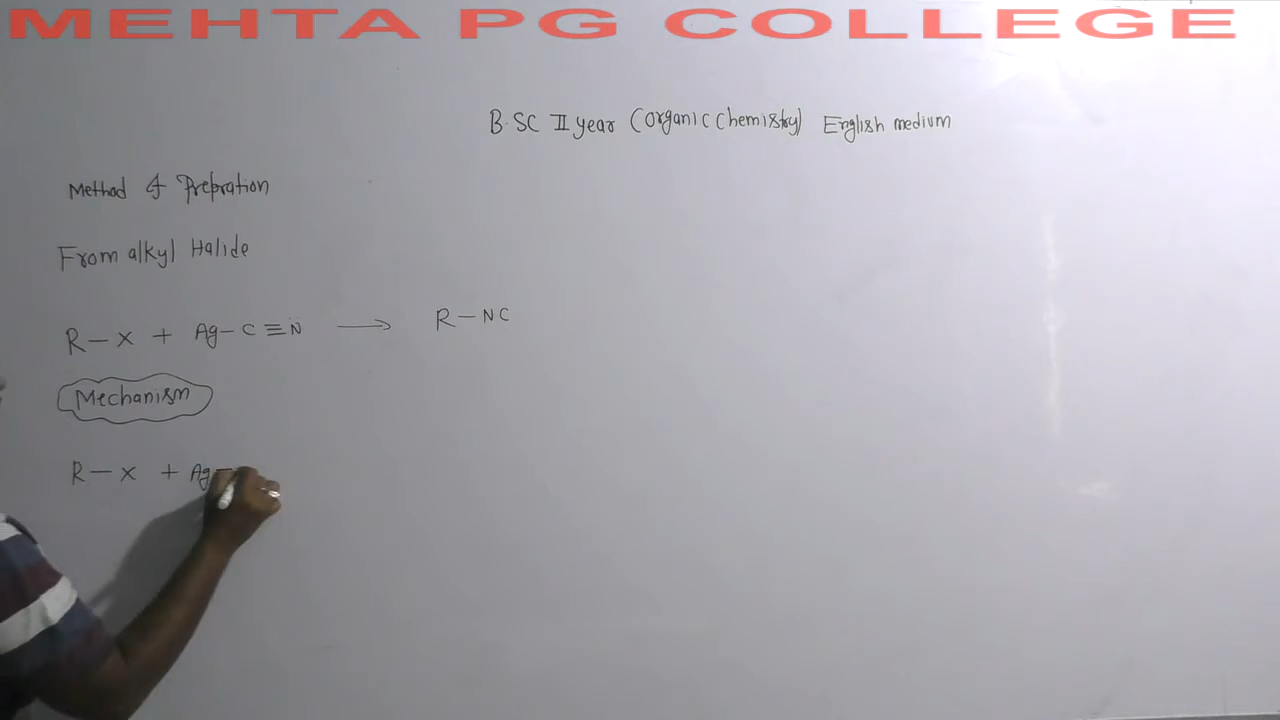 MEHTA PG COLLEGE
B.SC II year (Organic Chemistry) English medium
Method of Prepration
From alkyl Halide
R-X + Ag-C≡N → R-NC
Mechanism
R-X + Ag-